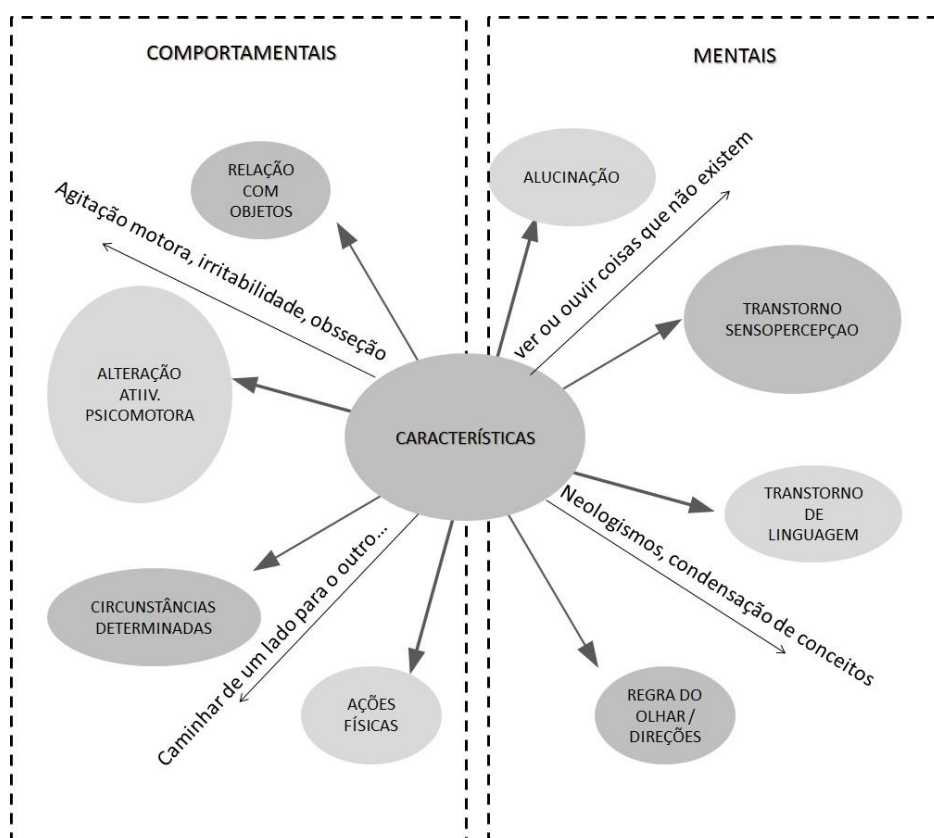 COMPORTAMENTAIS
RELAÇÃO
COM
OBJETOS
Agitação motora, irritabilidade, obsseção
ALTERAÇÃO
ATIIV.
PSICOMOTORA
CIRCUNSTÂNCIAS
DETERMINADAS
Caminhar de um lado para o outro...
AÇÕES
FÍSICAS
CARACTERÍSTICAS
MENTAIS
ALUCINAÇÃO
ver ou ouvir coisas que não existem
TRANSTORNO
SENSOPERCEPÇAO
TRANSTORNO
DE
LINGUAGEM
Neologismos, condensação de conceitos
REGRA DO
OLHAR /
DIREÇÕES